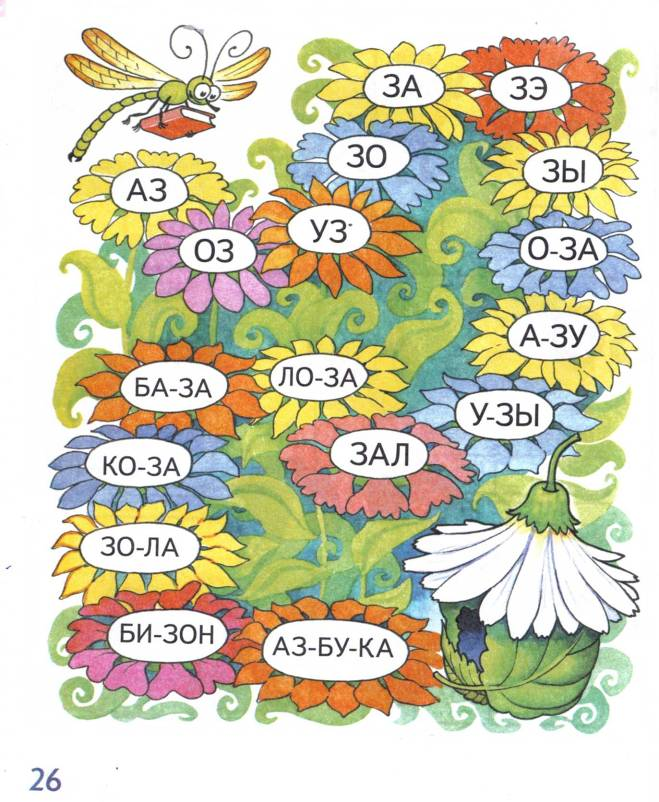 ЗА
ЗЭ
ЗО
ЗЫ
АЗ
УЗ
ОЗ
О-ЗА
А-ЗУ
БА-ЗА
ЛО-ЗА
У-ЗЫ
КО-ЗА
ЗАЛ
ЗО-ЛА
БИ-ЗОН
АЗ-БУ-КА
26